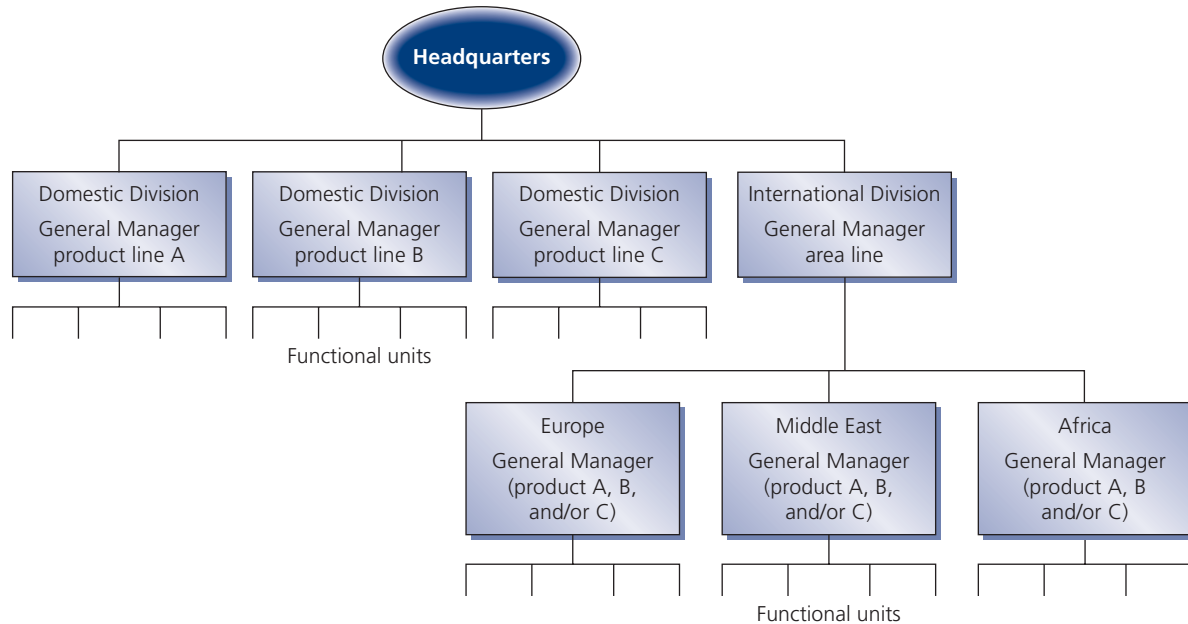 Headquarters
Domestic Division
General Manager
product line A
Domestic Division
General Manager
product line B
Domestic Division
General Manager
product line C
International Division
General Manager
area line
Functional units
Europe
General Manager
(product A, B,
and/or C)
Middle East
General Manager
(product A, B,
and/or C)
Africa
General Manager
(product A, B
and/or C)
Functional units